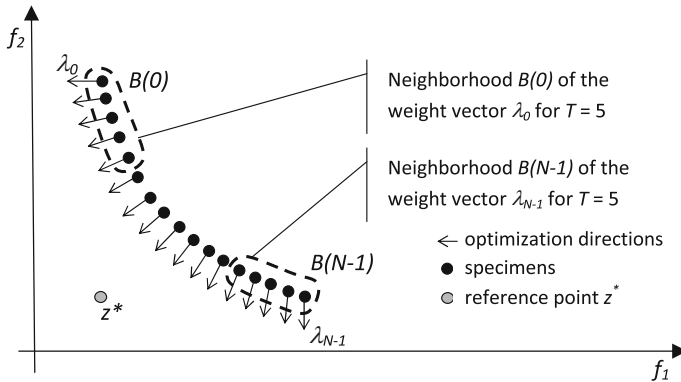 f₂
λ₀
B(0)
Neighborhood B(0) of the
weight vector λ₀ for T = 5
Neighborhood B(N-1) of the
weight vector λN-1 for T = 5
optimization directions
B(N-1)
specimens
reference point z*
z*
λN-1
f₁